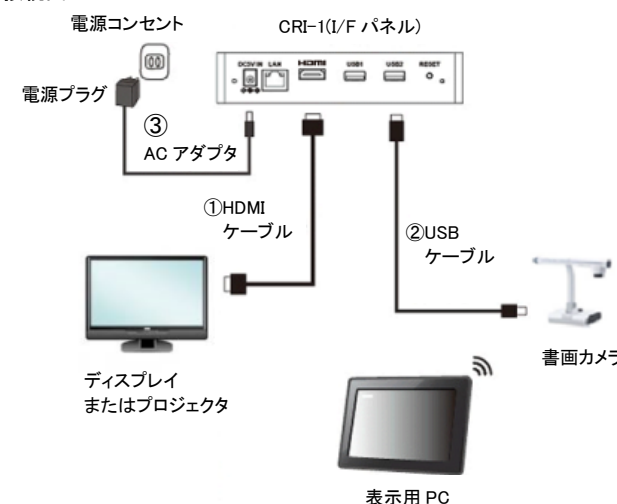 電源コンセント
CRI-1(I/F パネル)
DC5V IN LAN HDMI USB1 USB2 RESET
電源プラグ
③
AC アダプタ
①HDMI
ケーブル
②USB
ケーブル
書画カメラ
ディスプレイ
またはプロジェクタ
表示用 PC